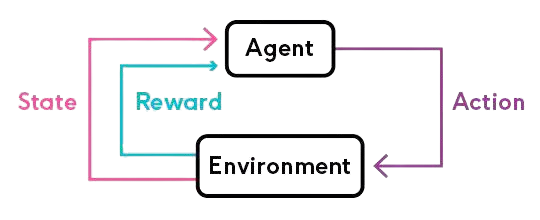 Agent
State
Reward
Action
Environment